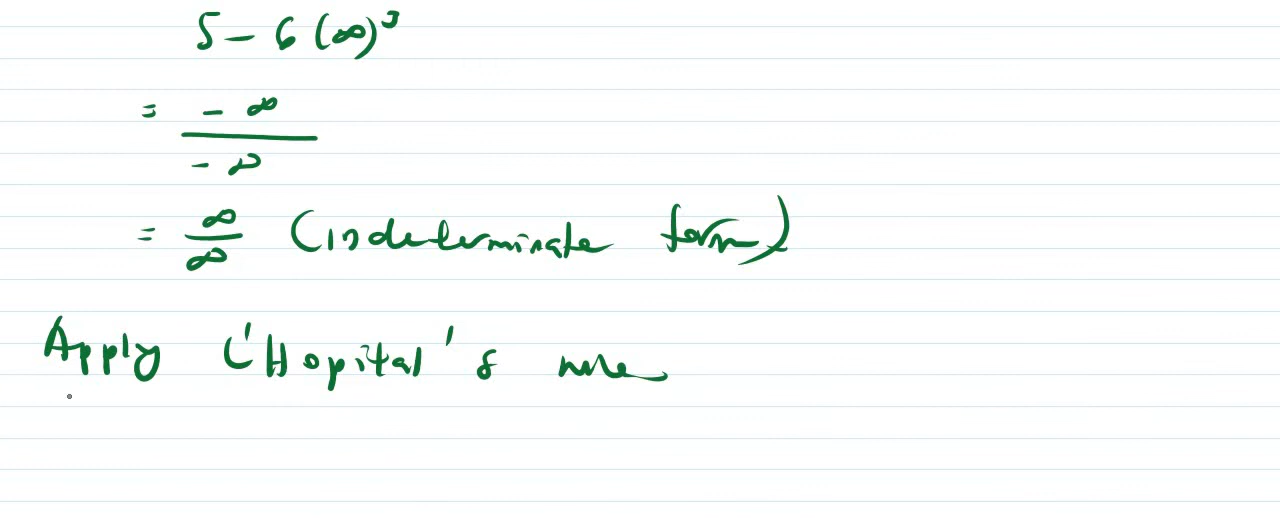 5 - 6 (∞)³
= - ∞
- ∞
= ∞
∞ (indeterminate form)
Apply L'Hopital's rule